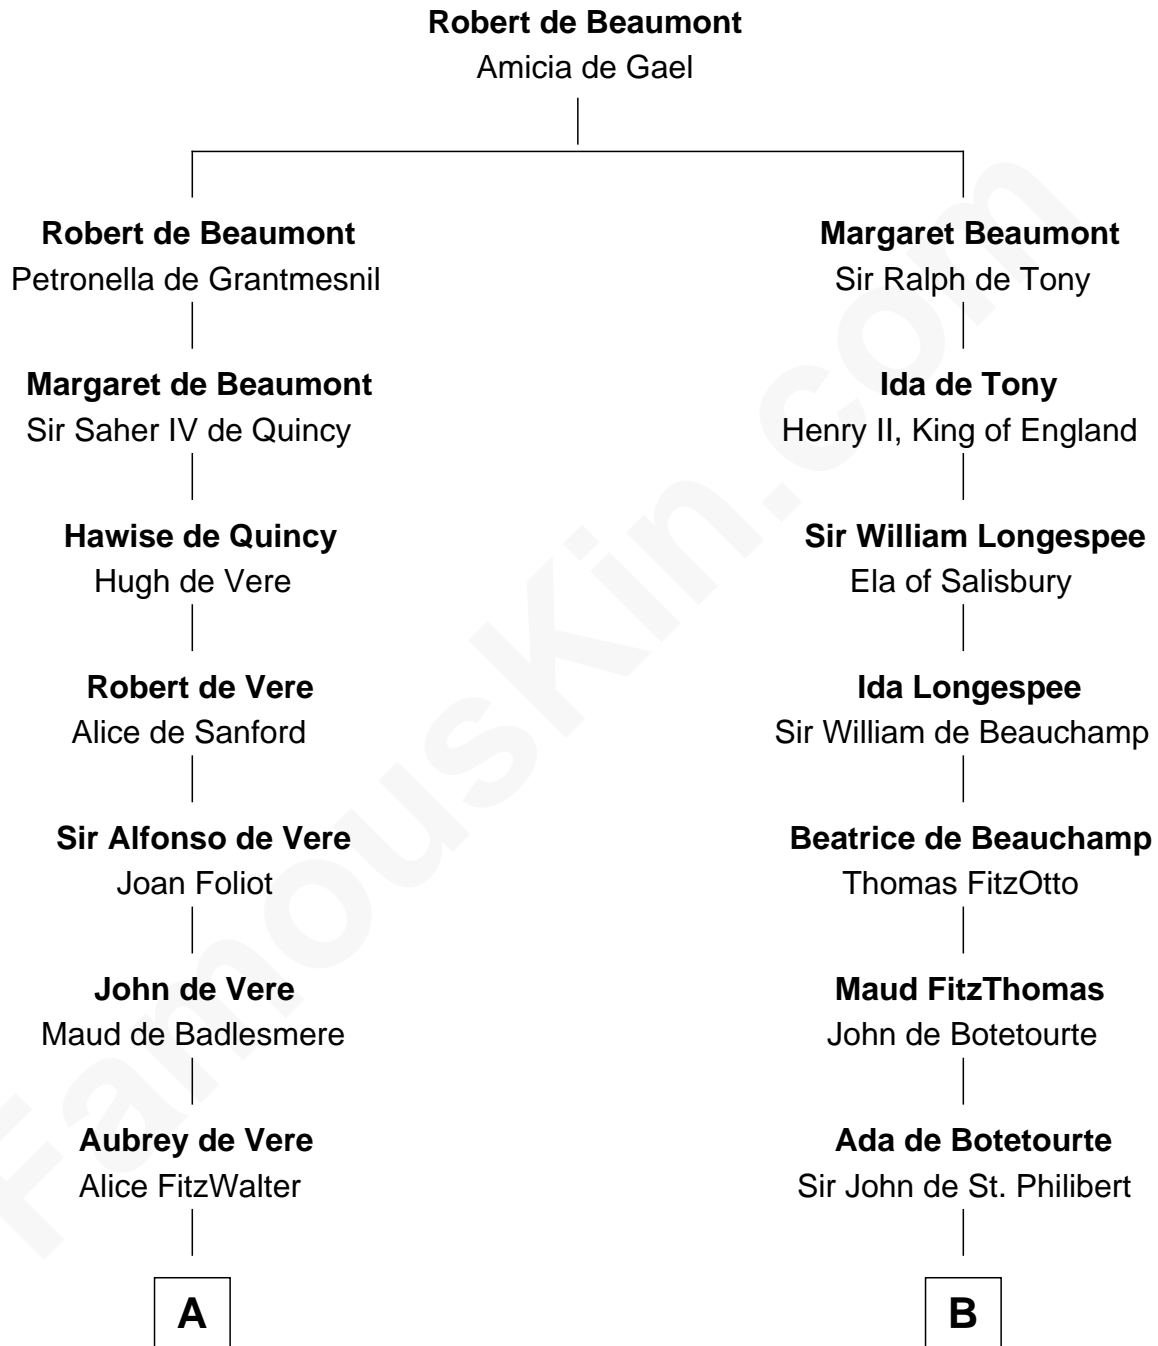 Robert de Beaumont
Amicia de Gael
Robert de Beaumont
Petronella de Grantmesnil
Margaret Beaumont
Sir Ralph de Tony
Margaret de Beaumont
Sir Saher IV de Quincy
Ida de Tony
Henry II, King of England
Hawise de Quincy
Hugh de Vere
Sir William Longespee
Ela of Salisbury
Robert de Vere
Alice de Sanford
Ida Longespee
Sir William de Beauchamp
Sir Alfonso de Vere
Joan Foliot
Beatrice de Beauchamp
Thomas FitzOtto
John de Vere
Maud de Badlesmere
Maud FitzThomas
John de Botetourte
Aubrey de Vere
Alice FitzWalter
Ada de Botetourte
Sir John de St. Philibert
A
B
FamousKin.com